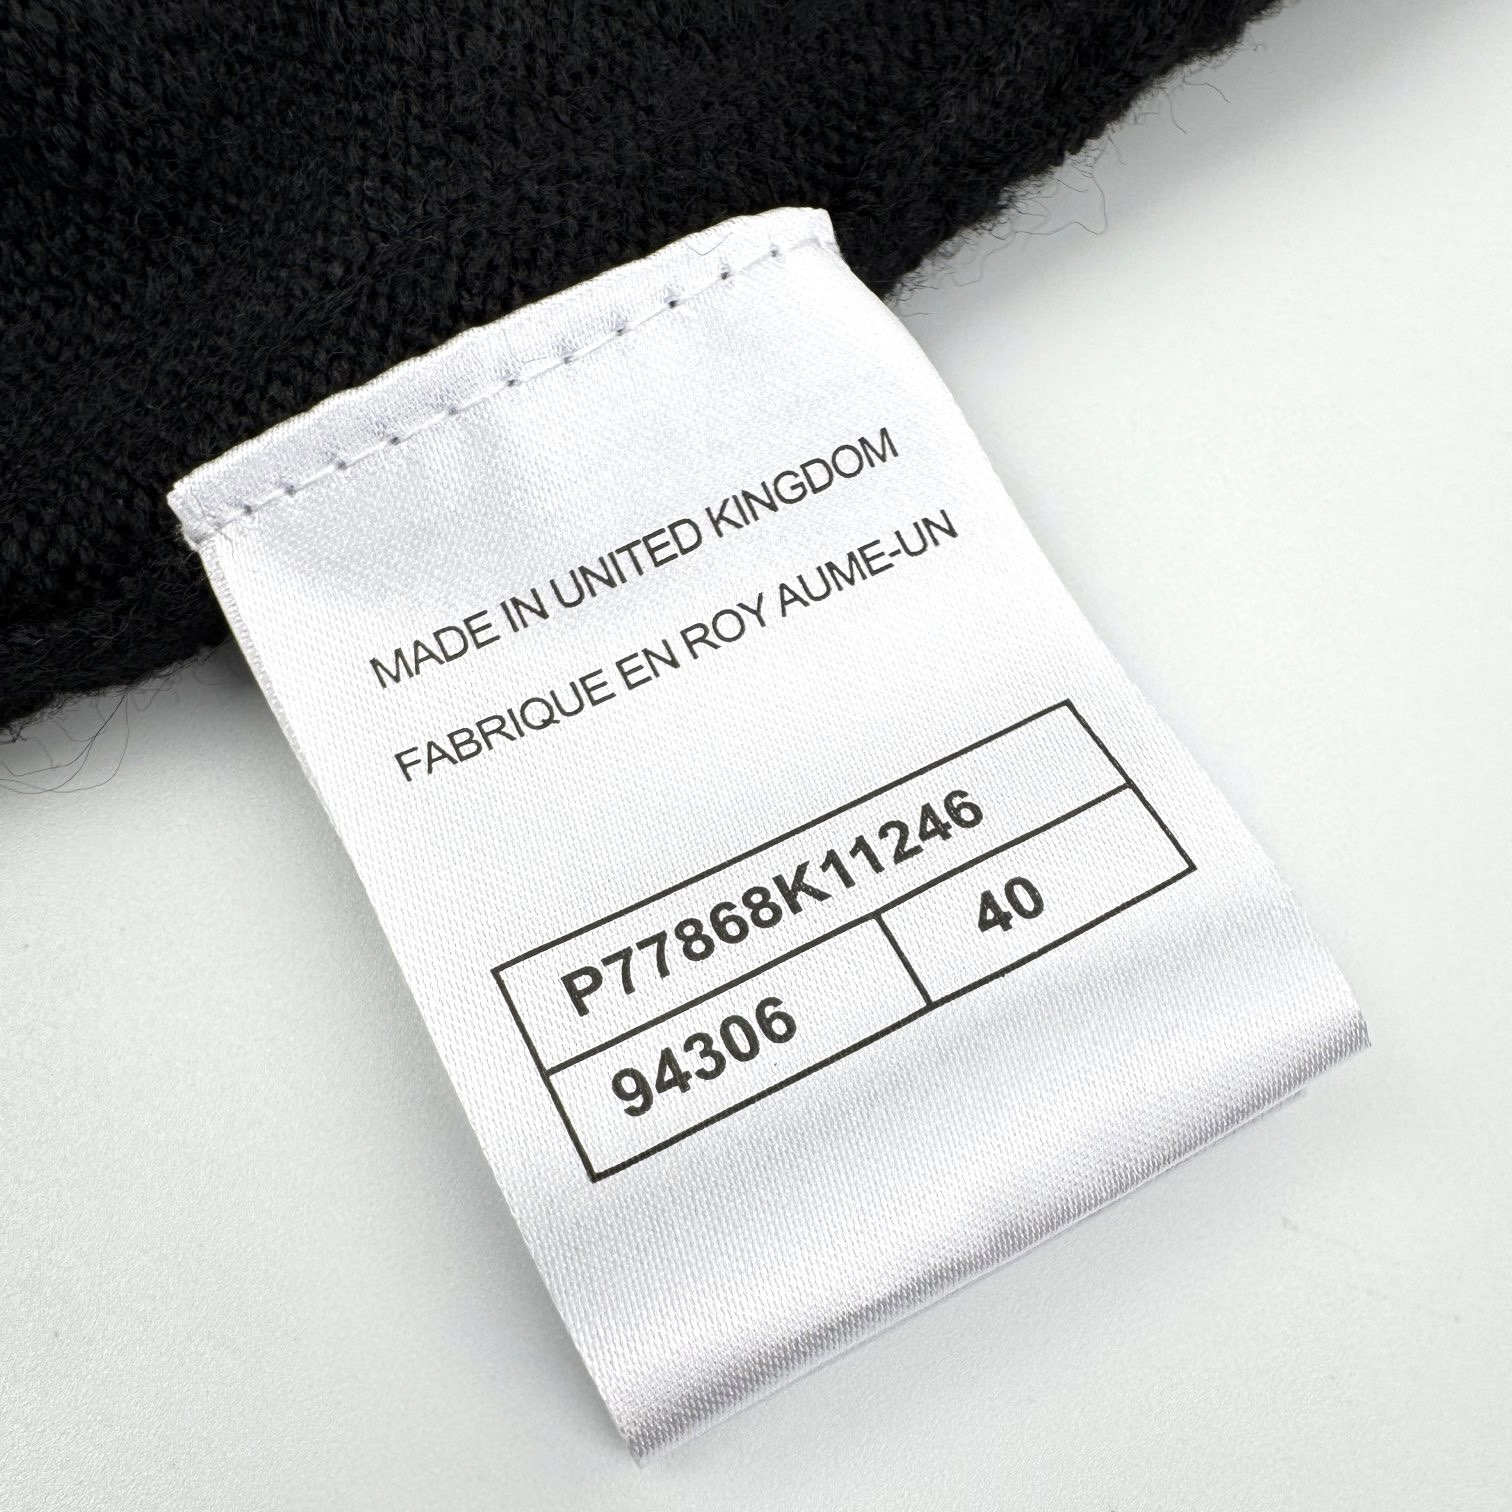 MADE IN UNITED KINGDOM
FABRIQUE EN ROY AUME-UN
P77868K11246
94306 40